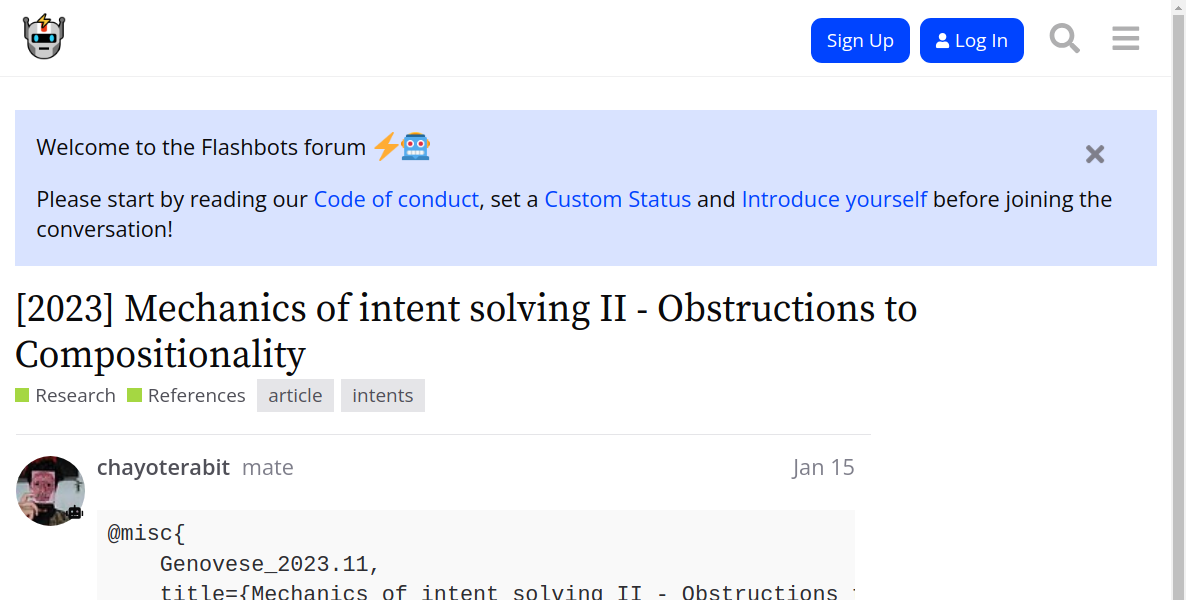 Sign Up
Log In
Welcome to the Flashbots forum
Please start by reading our Code of conduct, set a Custom Status and Introduce yourself before joining the
conversation!
[2023] Mechanics of intent solving II - Obstructions to
Compositionality
Research References article intents
chayoterabit mate Jan 15
@misc{
Genovese_2023.11,
title={Mechanics of intent solving II - Obstructions